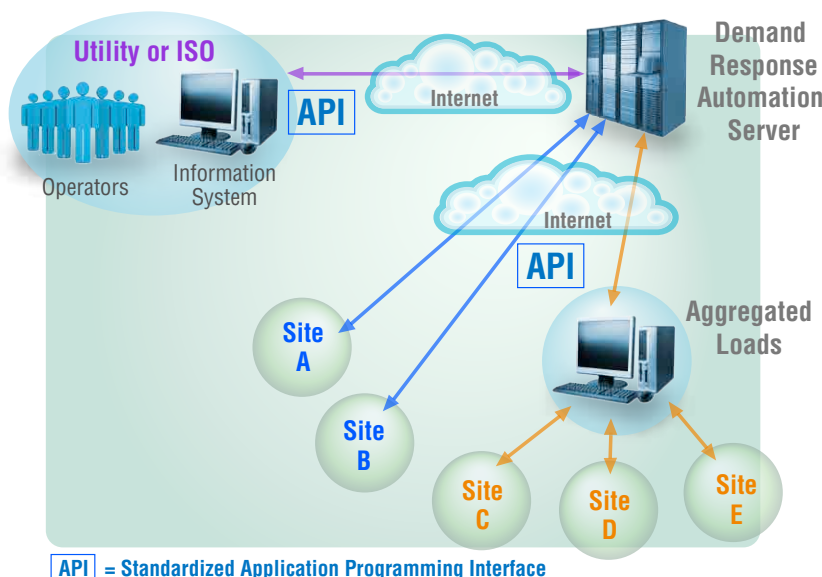 Utility or ISO
Operators
Information
System
API
Internet
Demand
Response
Automation
Server
Internet
API
Site
A
Site
B
Aggregated
Loads
Site
C
Site
D
Site
E
API = Standardized Application Programming Interface